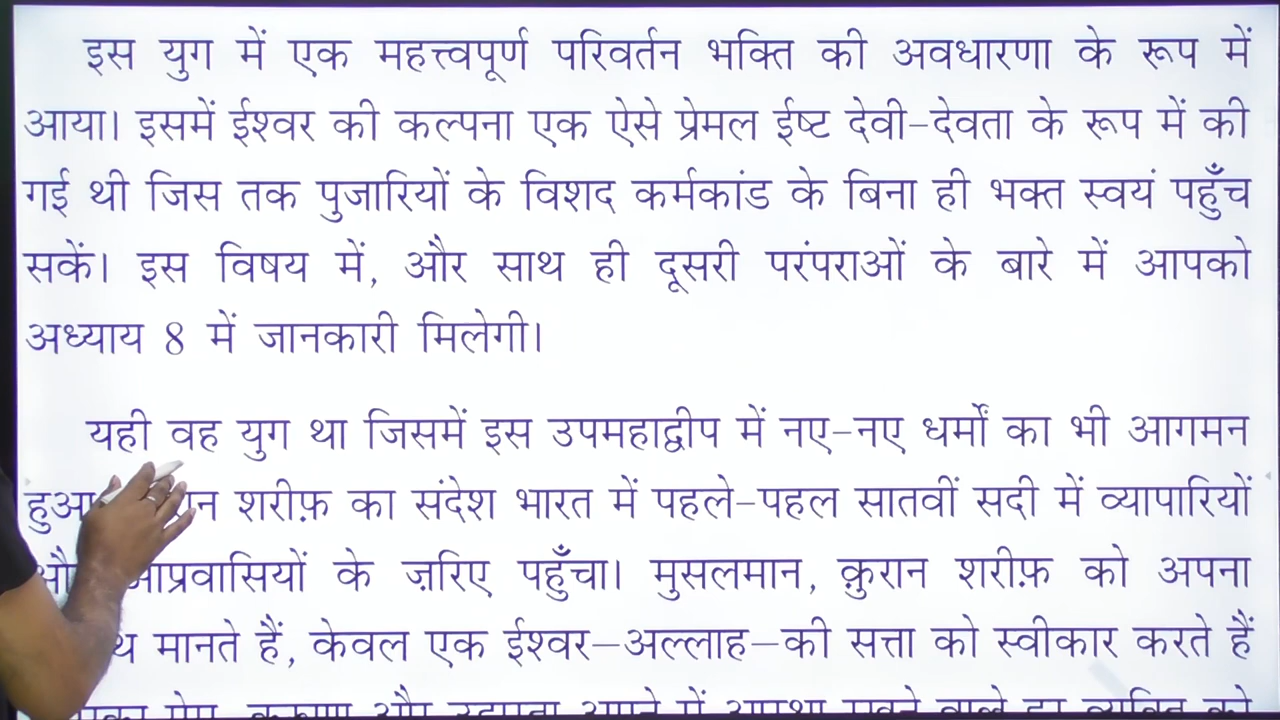 इस युग में एक महत्त्वपूर्ण परिवर्तन भक्ति की अवधारणा के रूप में
आया। इसमें ईश्वर की कल्पना एक ऐसे प्रेमल ईष्ट देवी-देवता के रूप में की
गई थी जिस तक पुजारियों के विशद कर्मकांड के बिना ही भक्त स्वयं पहुँच
सकें। इस विषय में, और साथ ही दूसरी परंपराओं के बारे में आपको
अध्याय 8 में जानकारी मिलेगी।
यही वह युग था जिसमें इस उपमहाद्वीप में नए-नए धर्मों का भी आगमन
हुआ शरीफ़ का संदेश भारत में पहले-पहल सातवीं सदी में व्यापारियों
आप्रवासियों के ज़रिए पहुँचा। मुसलमान, क़ुरान शरीफ़ को अपना
मानते हैं, केवल एक ईश्वर—अल्लाह—की सत्ता को स्वीकार करते हैं